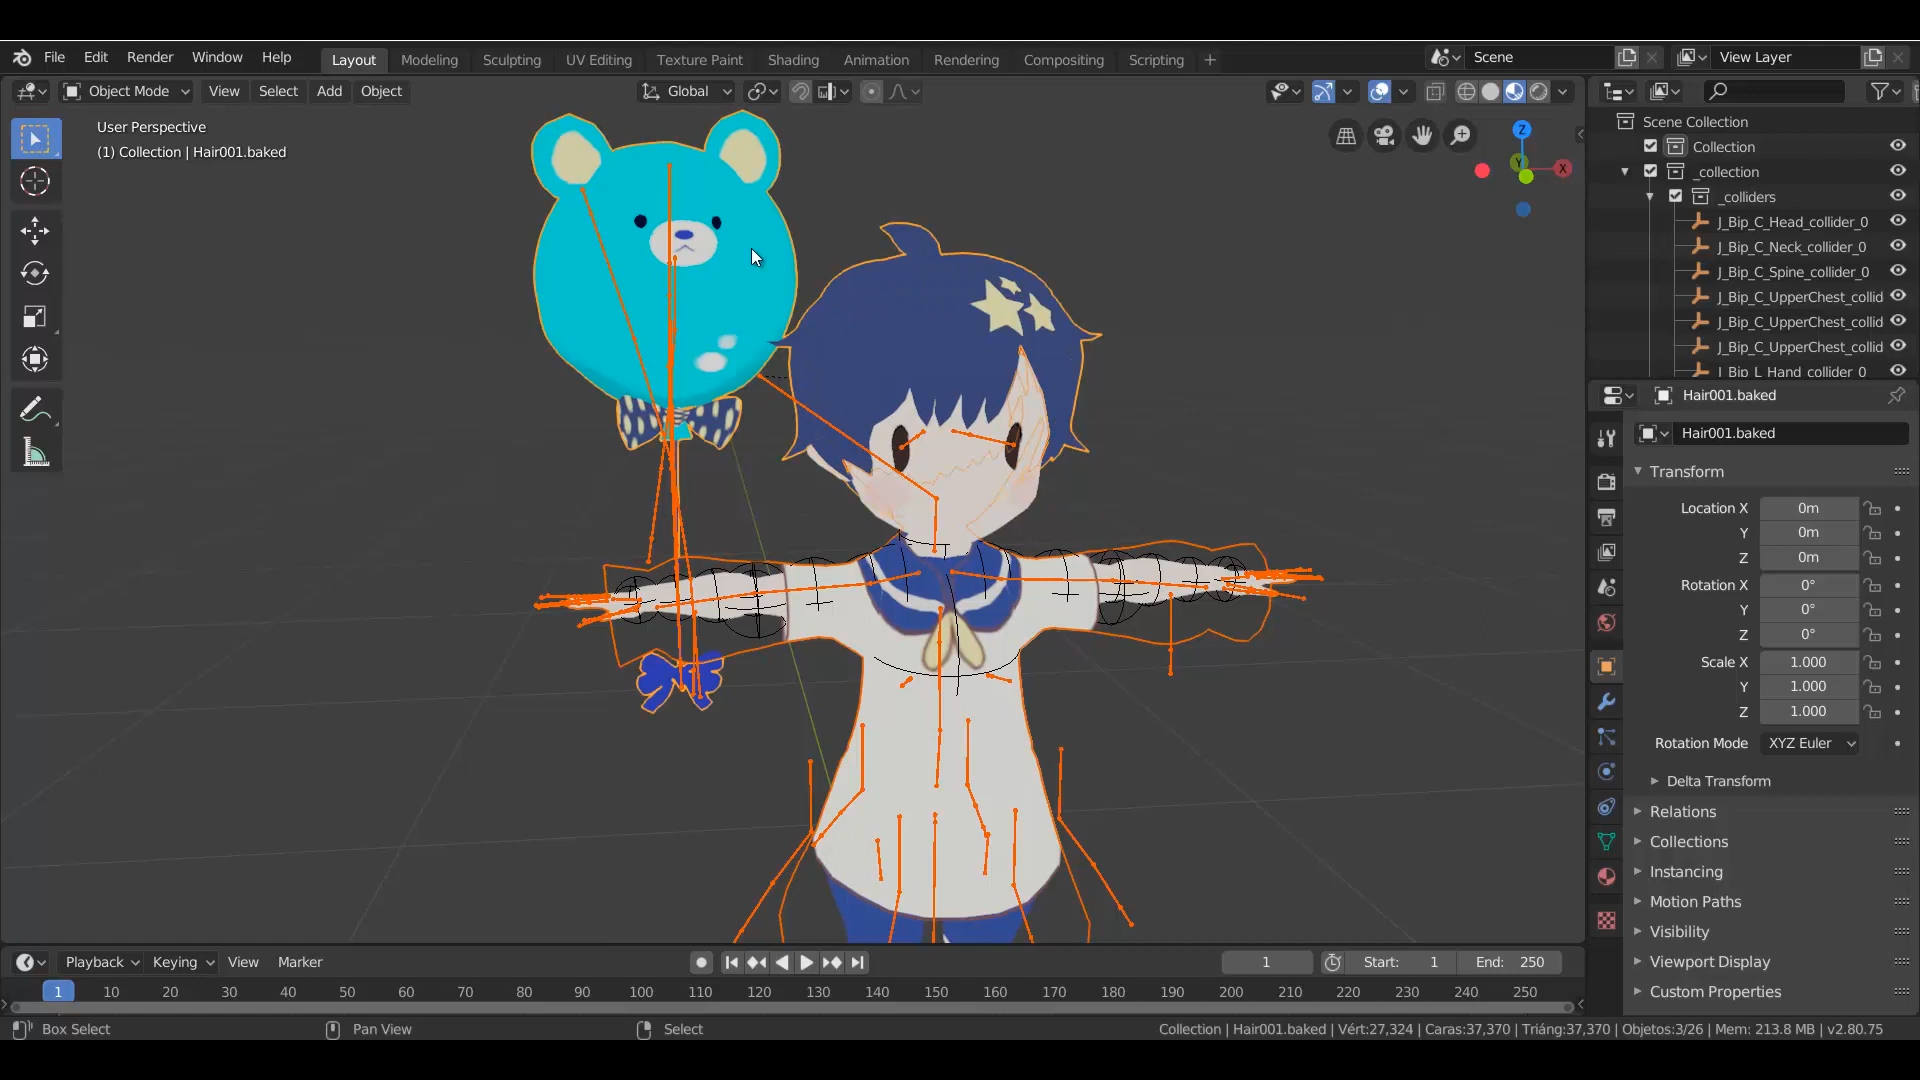 File Edit Render Window Help Layout Modeling Sculpting UV Editing Texture Paint Shading Animation Rendering Compositing Scripting + Scene View Layer
Object Mode View Select Add Object Global
User Perspective
(1) Collection | Hair001.baked
Z
Y
X
Scene Collection
Collection
_collection
_colliders
J_Bip_C_Head_collider_0
J_Bip_C_Neck_collider_0
J_Bip_C_Spine_collider_0
J_Bip_C_UpperChest_collid
J_Bip_C_UpperChest_collid
J_Bip_C_UpperChest_collid
J_Bip_L_Hand_collider_0
Hair001.baked
Hair001.baked
Transform
Location X 0m
Y 0m
Z 0m
Rotation X 0°
Y 0°
Z 0°
Scale X 1.000
Y 1.000
Z 1.000
Rotation Mode XYZ Euler
Delta Transform
Relations
Collections
Instancing
Motion Paths
Visibility
Viewport Display
Custom Properties
Playback Keying View Marker 1 Start: 1 End: 250
1 10 20 30 40 50 60 70 80 90 100 110 120 130 140 150 160 170 180 190 200 210 220 230 240 250
Box Select Pan View Select Collection | Hair001.baked | Vért:27,324 | Caras:37,370 | Triáng:37,370 | Objetos:3/26 | Mem: 213.8 MB | v2.80.75